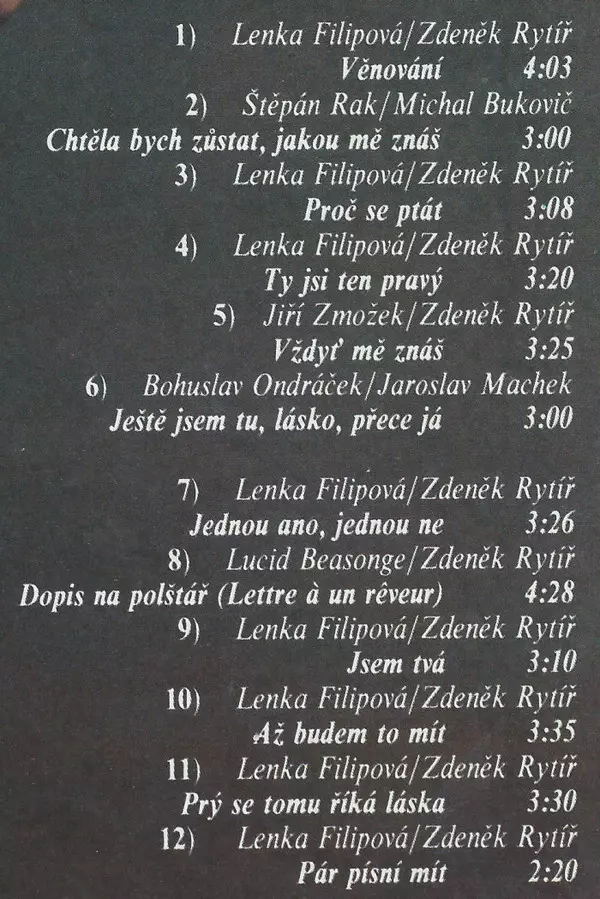 1) Lenka Filipová/Zdeněk Rytíř
Věnování 4:03
2) Štěpán Rak/Michal Bukovič
Chtěla bych zůstat, jakou mě znáš 3:00
3) Lenka Filipová/Zdeněk Rytíř
Proč se ptát 3:08
4) Lenka Filipová/Zdeněk Rytíř
Ty jsi ten pravý 3:20
5) Jiří Zmožek/Zdeněk Rytíř
Vždyť mě znáš 3:25
6) Bohuslav Ondráček/Jaroslav Machek
Ještě jsem tu, lásko, přece já 3:00
7) Lenka Filipová/Zdeněk Rytíř
Jednou ano, jednou ne 3:26
8) Lucid Beasonge/Zdeněk Rytíř
Dopis na polštář (Lettre à un rêveur) 4:28
9) Lenka Filipová/Zdeněk Rytíř
Jsem tvá 3:10
10) Lenka Filipová/Zdeněk Rytíř
Až budem to mít 3:35
11) Lenka Filipová/Zdeněk Rytíř
Prý se tomu říká láska 3:30
12) Lenka Filipová/Zdeněk Rytíř
Pár písní mít 2:20